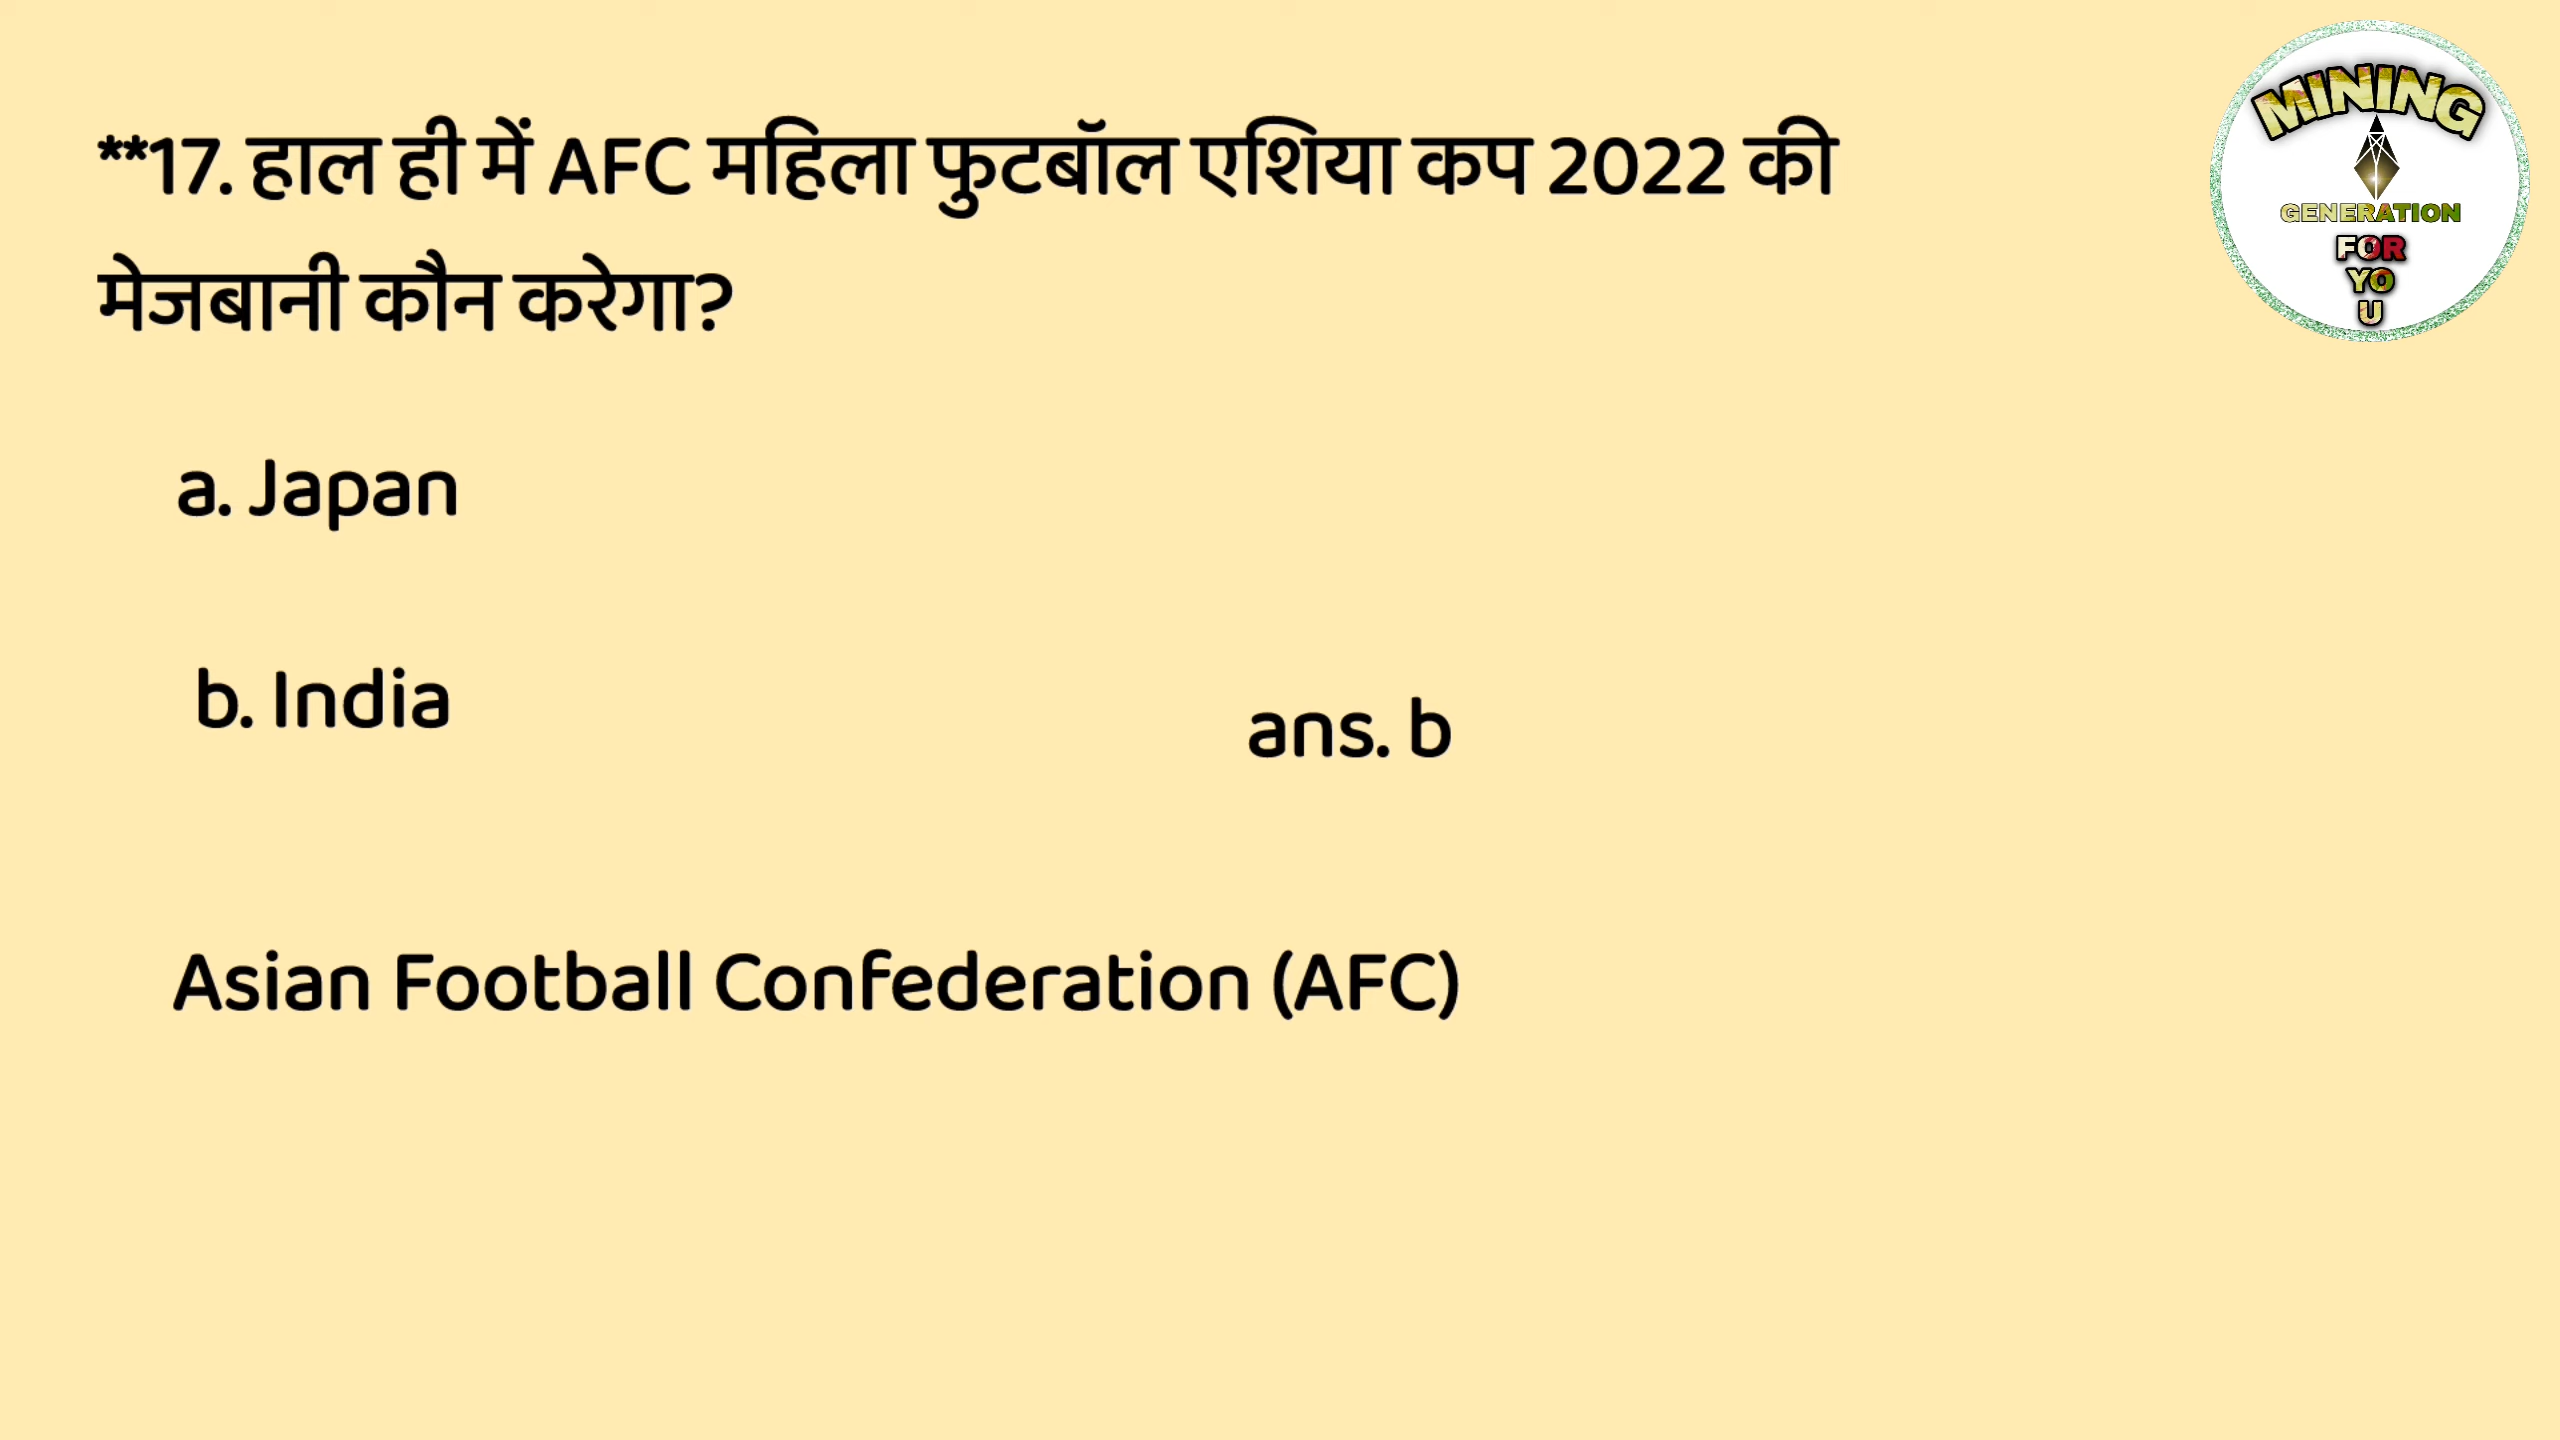 **17. हाल ही में AFC महिला फुटबॉल एशिया कप 2022 की
मेजबानी कौन करेगा?
a. Japan
b. India
ans. b
Asian Football Confederation (AFC)
MINING
GENERATION
FOR
YO
U